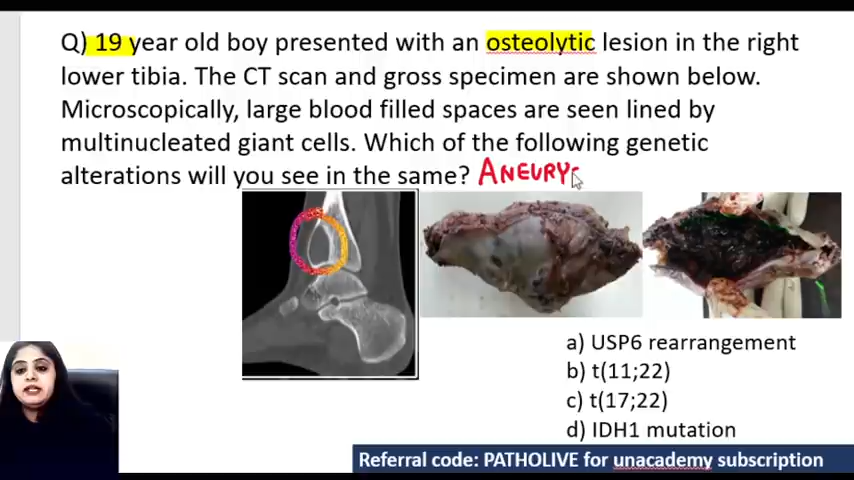 Q) 19 year old boy presented with an osteolytic lesion in the right
lower tibia. The CT scan and gross specimen are shown below.
Microscopically, large blood filled spaces are seen lined by
multinucleated giant cells. Which of the following genetic
alterations will you see in the same? ANEURYS
a) USP6 rearrangement
b) t(11;22)
c) t(17;22)
d) IDH1 mutation
Referral code: PATHOLIVE for unacademy subscription